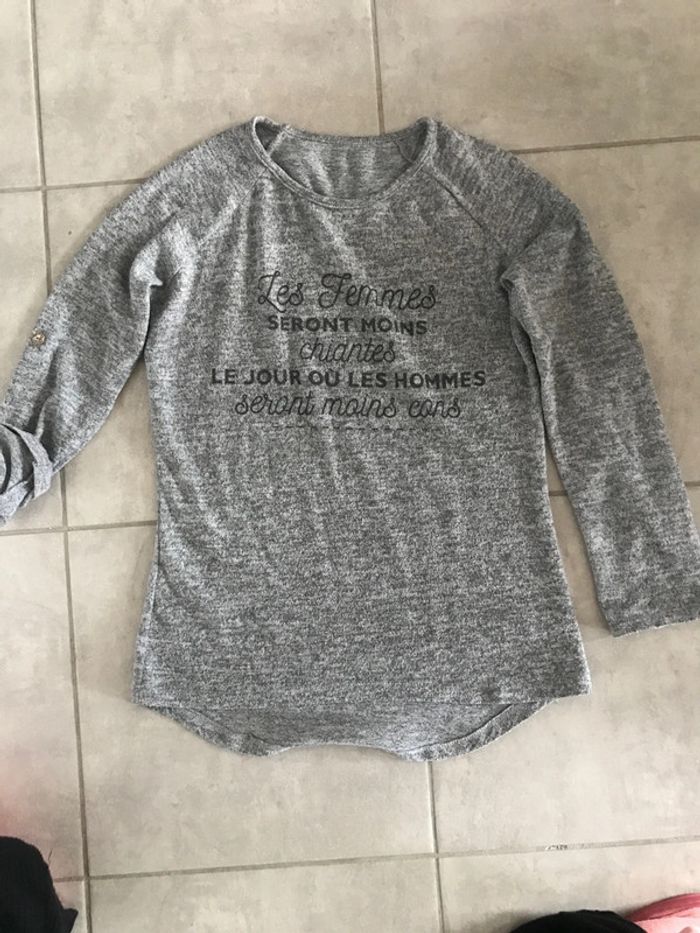 Les Femmes
SERONT MOINS
chiantes
LE JOUR OÙ LES HOMMES
seront moins cons